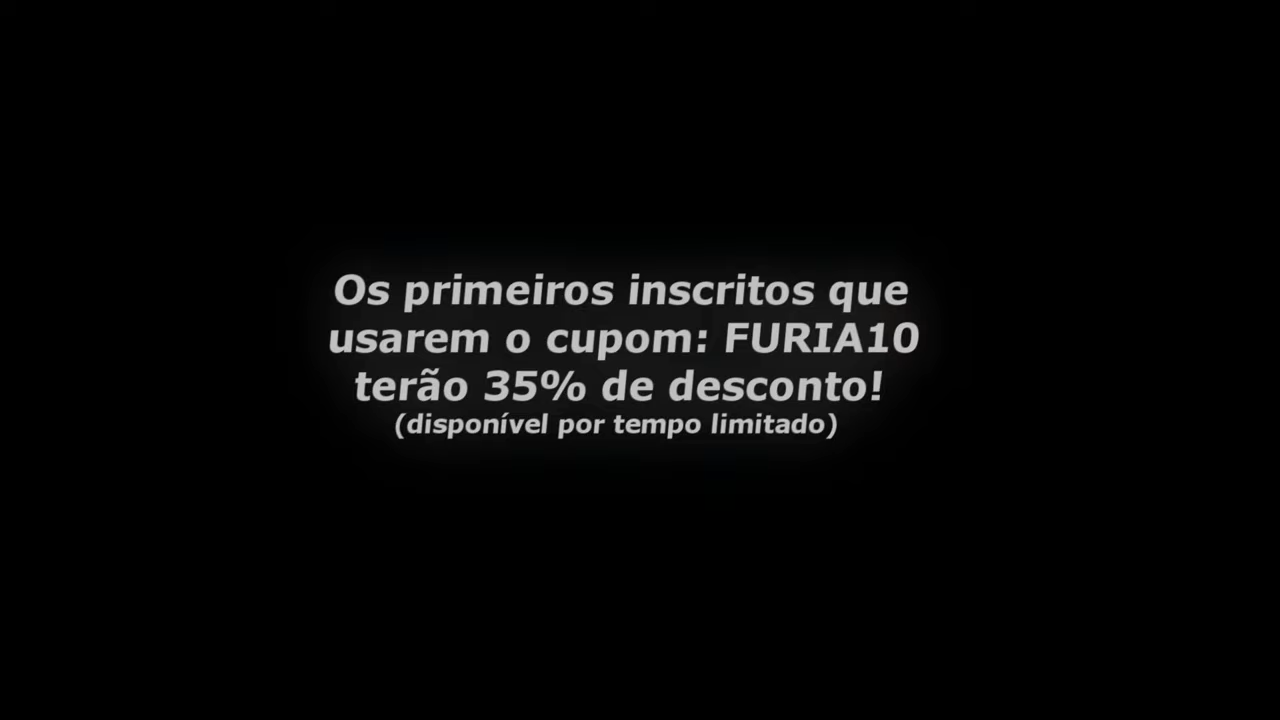 Os primeiros inscritos que
usarem o cupom: FURIA10
terão 35% de desconto!
(disponível por tempo limitado)